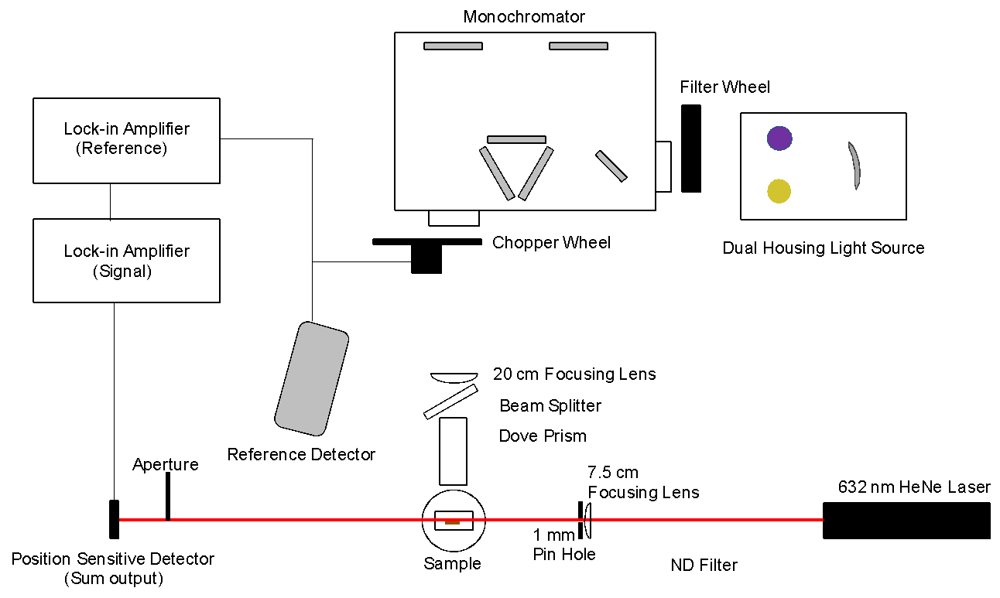 Monochromator
Filter Wheel
Lock-in Amplifier
(Reference)
Chopper Wheel
Dual Housing Light Source
Lock-in Amplifier
(Signal)
20 cm Focusing Lens
Beam Splitter
Dove Prism
Reference Detector
Aperture
7.5 cm
Focusing Lens
632 nm HeNe Laser
1 mm
Pin Hole
Position Sensitive Detector
(Sum output)
Sample
ND Filter